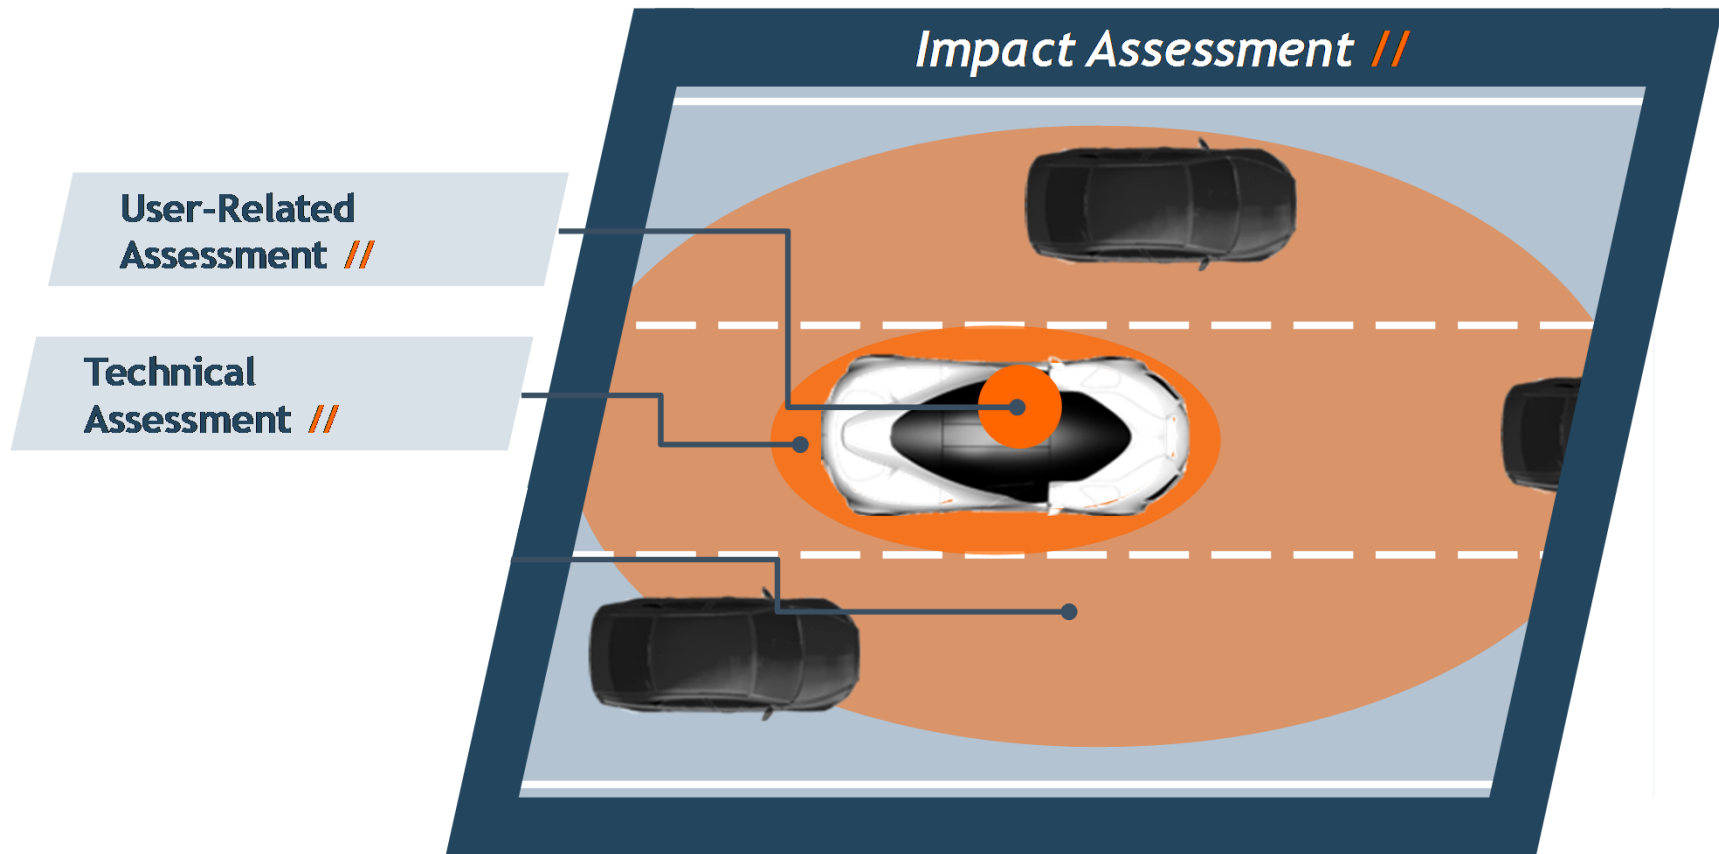 Impact Assessment //
User-Related
Assessment //
Technical
Assessment //